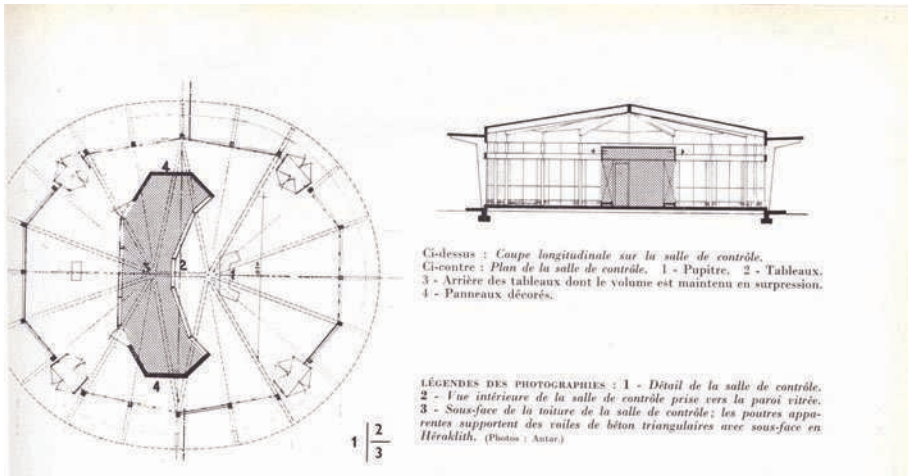 4
3
2
1
4
1 2
3
Ci-dessus : Coupe longitudinale sur la salle de contrôle.
Ci-contre : Plan de la salle de contrôle. 1 - Pupitre. 2 - Tableaux.
3 - Arrière des tableaux dont le volume est maintenu en surpression.
4 - Panneaux décorés.
LÉGENDES DES PHOTOGRAPHIES : 1 - Détail de la salle de contrôle.
2 - Vue intérieure de la salle de contrôle prise vers la paroi vitrée.
3 - Sous-face de la toiture de la salle de contrôle ; les poutres appa-
rentes supportent des voiles de béton triangulaires avec sous-face en
Héraklith. (Photos : Antar.)